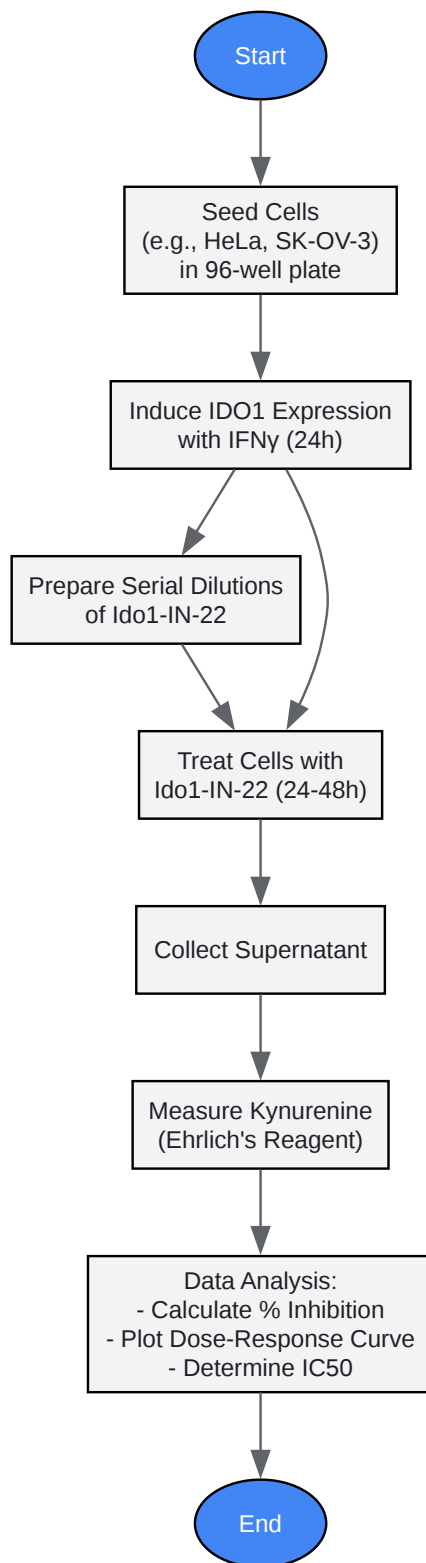 Start
Seed Cells
(e.g., HeLa, SK-OV-3)
in 96-well plate
Induce IDO1 Expression
with IFNγ (24h)
Prepare Serial Dilutions
of Ido1-IN-22
Treat Cells with
Ido1-IN-22 (24-48h)
Collect Supernatant
Measure Kynurenine
(Ehrlich's Reagent)
Data Analysis:
- Calculate % Inhibition
- Plot Dose-Response Curve
- Determine IC50
End